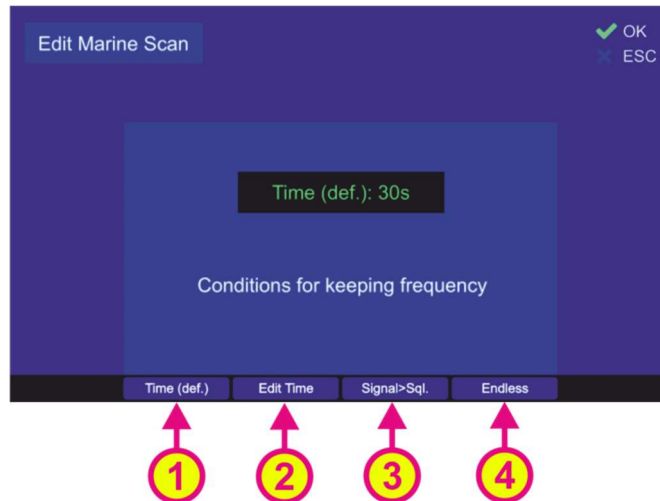 Edit Marine Scan
OK
ESC
Time (def.): 30s
Conditions for keeping frequency
Time (def.)
Edit Time
Signal>Sql.
Endless
1
2
3
4